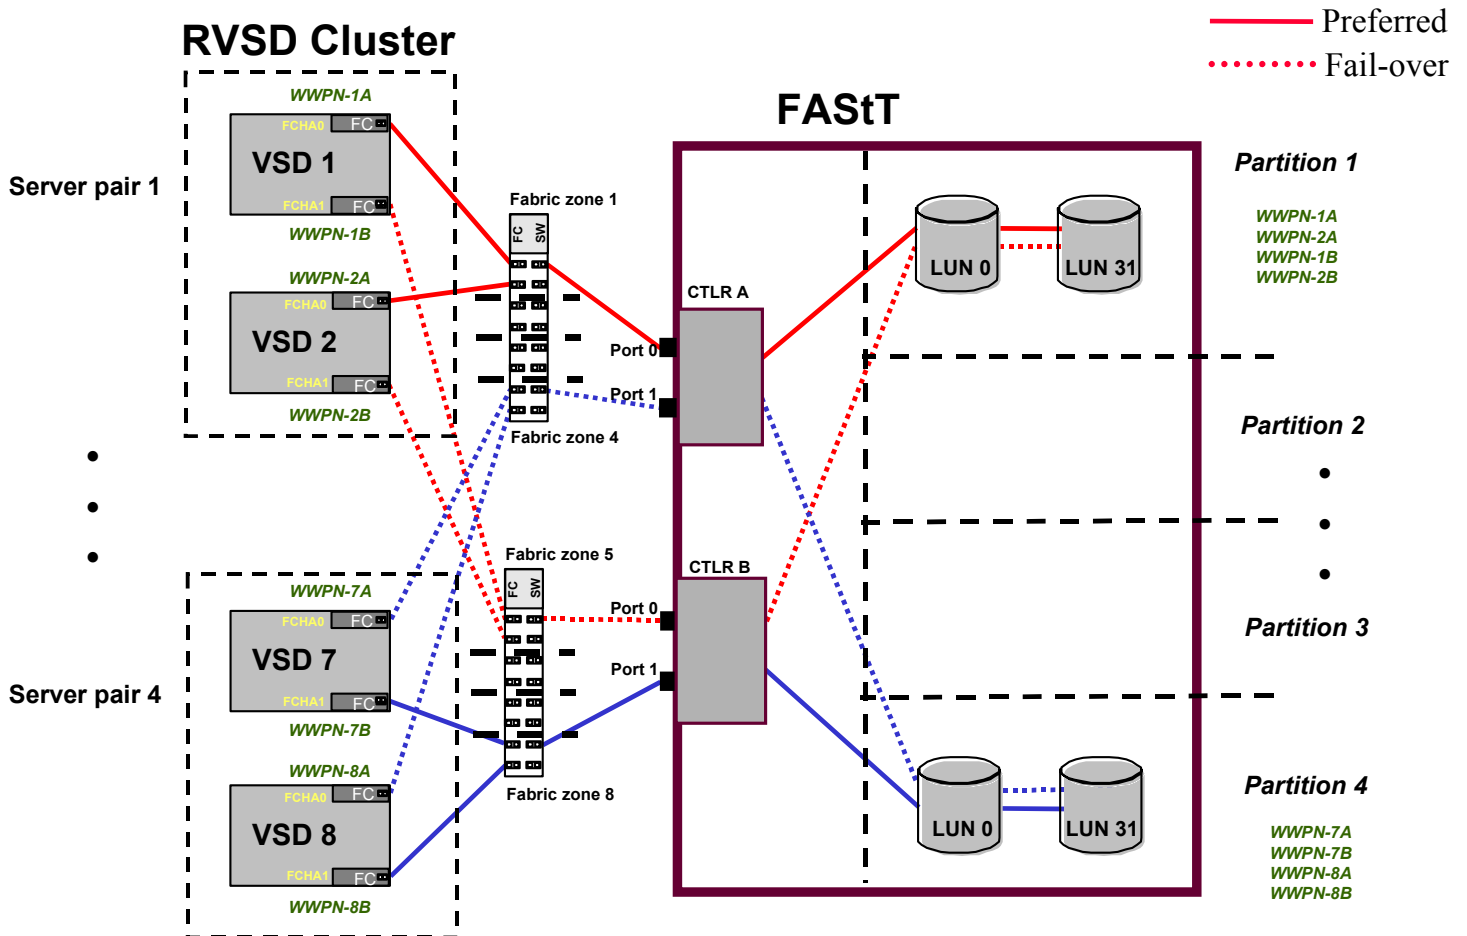 RVSD Cluster
Preferred
Fail-over
FAStT
Server pair 1
WWPN-1A
FCHA0 FC
VSD 1
FCHA1 FC
WWPN-1B
WWPN-2A
FCHA0 FC
VSD 2
FCHA1 FC
WWPN-2B
Fabric zone 1
FC SW
Fabric zone 4
CTLR A
Port 0
Port 1
LUN 0
LUN 31
Partition 1
WWPN-1A
WWPN-2A
WWPN-1B
WWPN-2B
Partition 2
Partition 3
Server pair 4
WWPN-7A
FCHA0 FC
VSD 7
FCHA1 FC
WWPN-7B
WWPN-8A
FCHA0 FC
VSD 8
FCHA1 FC
WWPN-8B
Fabric zone 5
FC SW
Fabric zone 8
CTLR B
Port 0
Port 1
LUN 0
LUN 31
Partition 4
WWPN-7A
WWPN-7B
WWPN-8A
WWPN-8B